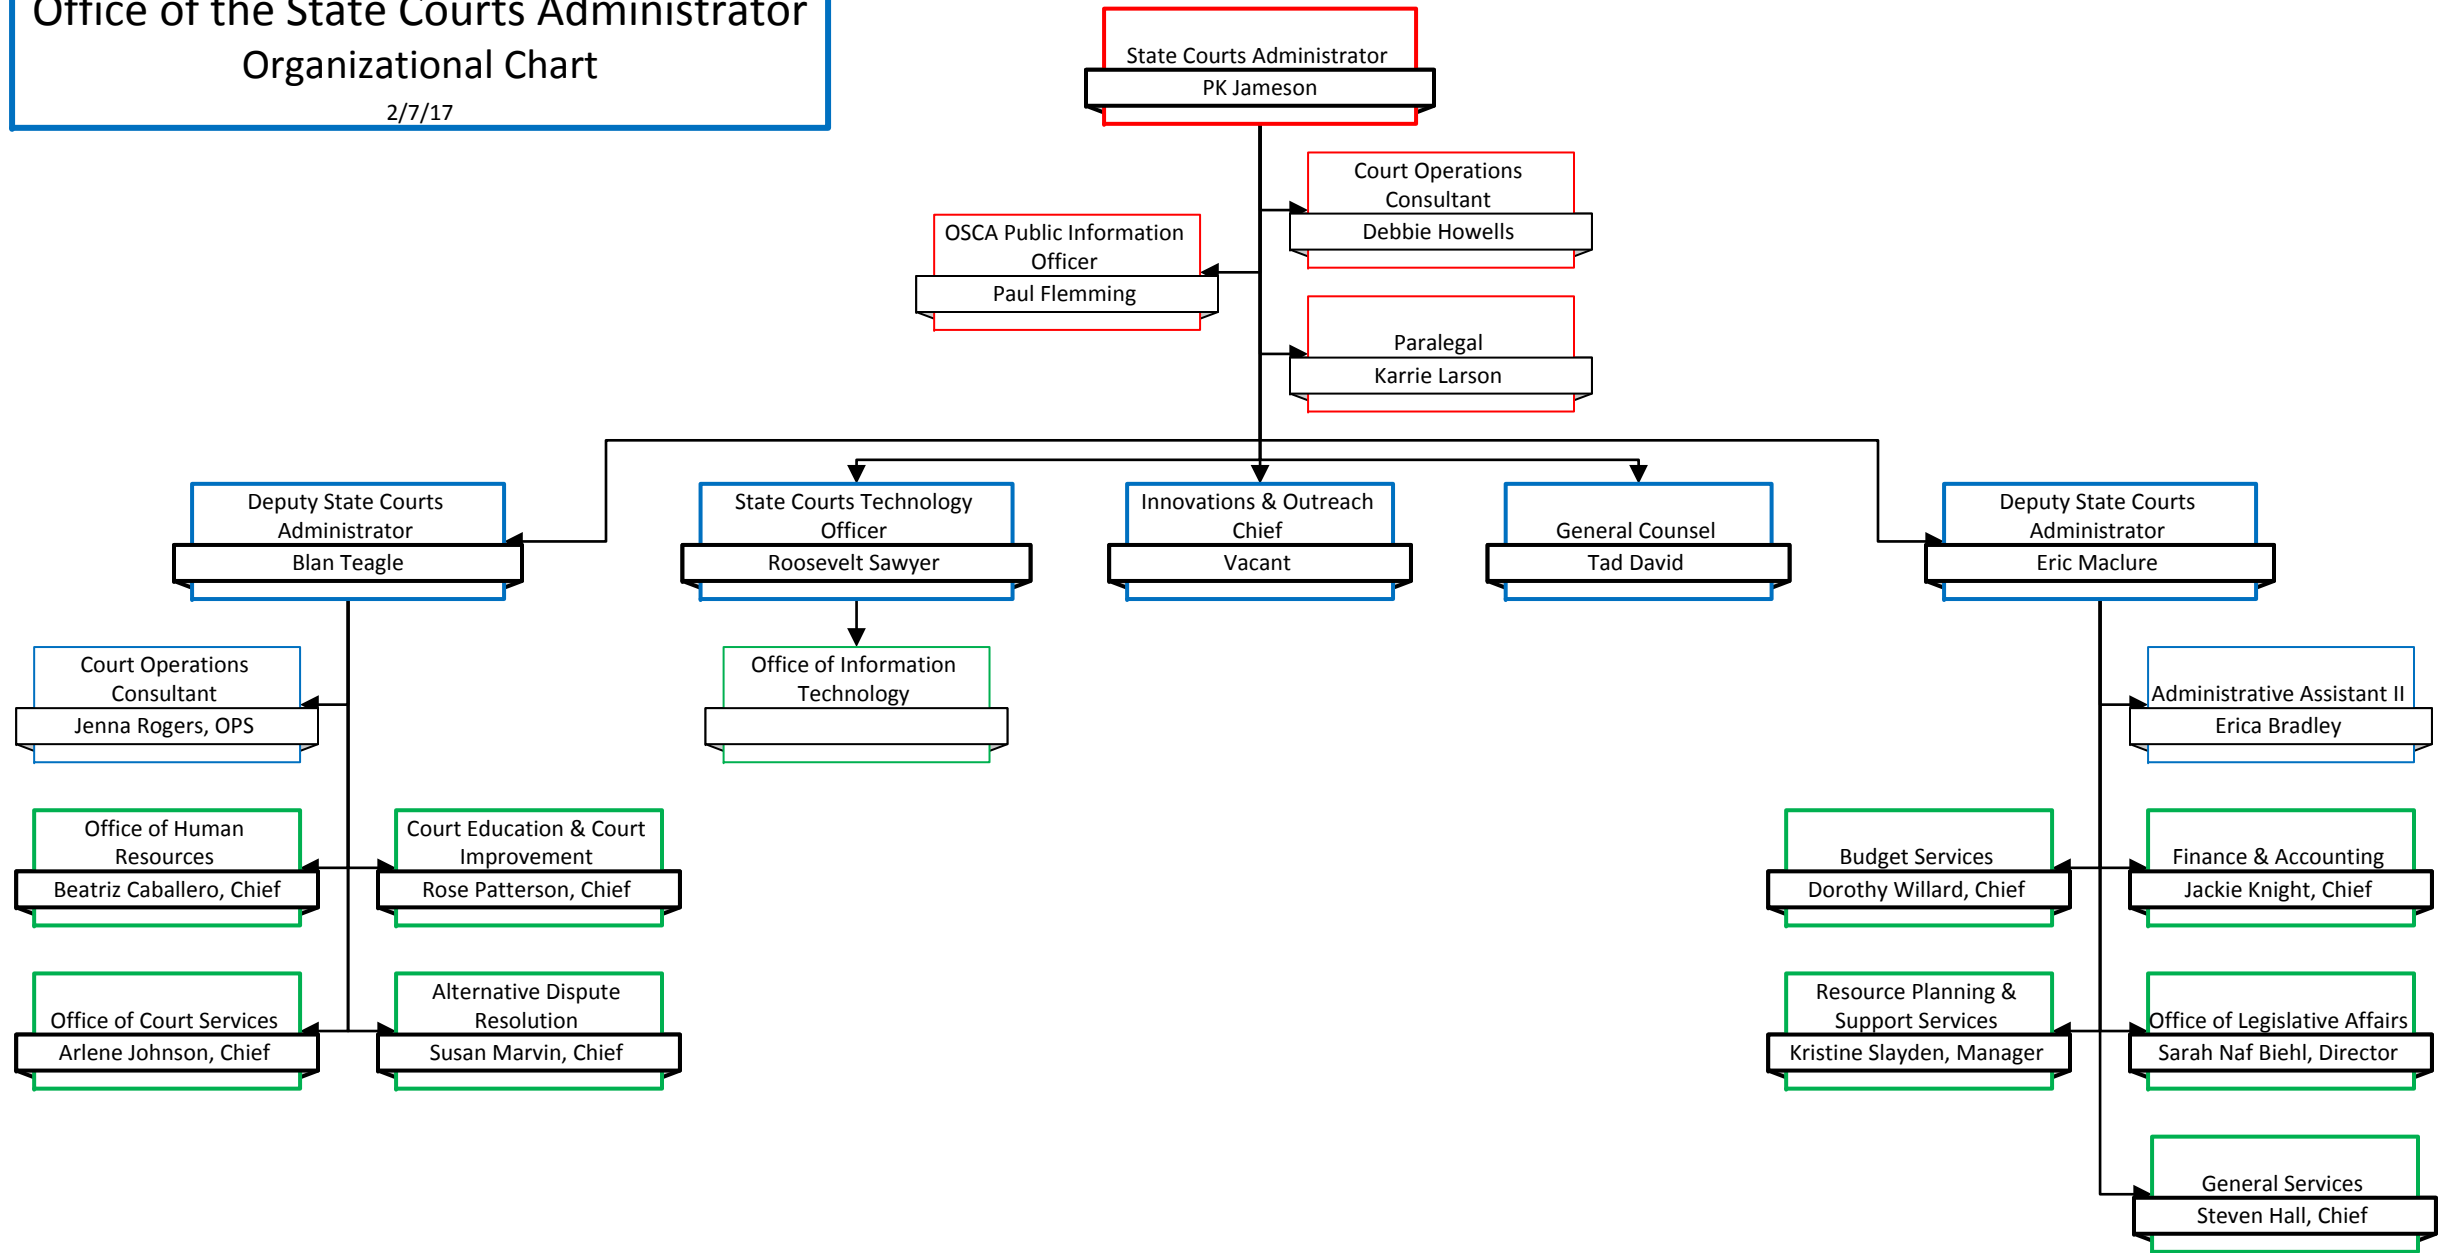 Office of the State Courts Administrator
Organizational Chart
2/7/17
State Courts Administrator
PK Jameson
Court Operations
Consultant
Debbie Howells
OSCA Public Information
Officer
Paul Flemming
Paralegal
Karrie Larson
Deputy State Courts
Administrator
Blan Teagle
State Courts Technology
Officer
Roosevelt Sawyer
Innovations & Outreach
Chief
Vacant
General Counsel
Tad David
Deputy State Courts
Administrator
Eric Maclure
Court Operations
Consultant
Jenna Rogers, OPS
Office of Information
Technology
Administrative Assistant II
Erica Bradley
Office of Human
Resources
Beatriz Caballero, Chief
Court Education & Court
Improvement
Rose Patterson, Chief
Budget Services
Dorothy Willard, Chief
Finance & Accounting
Jackie Knight, Chief
Office of Court Services
Arlene Johnson, Chief
Alternative Dispute
Resolution
Susan Marvin, Chief
Resource Planning &
Support Services
Kristine Slayden, Manager
Office of Legislative Affairs
Sarah Naf Biehl, Director
General Services
Steven Hall, Chief